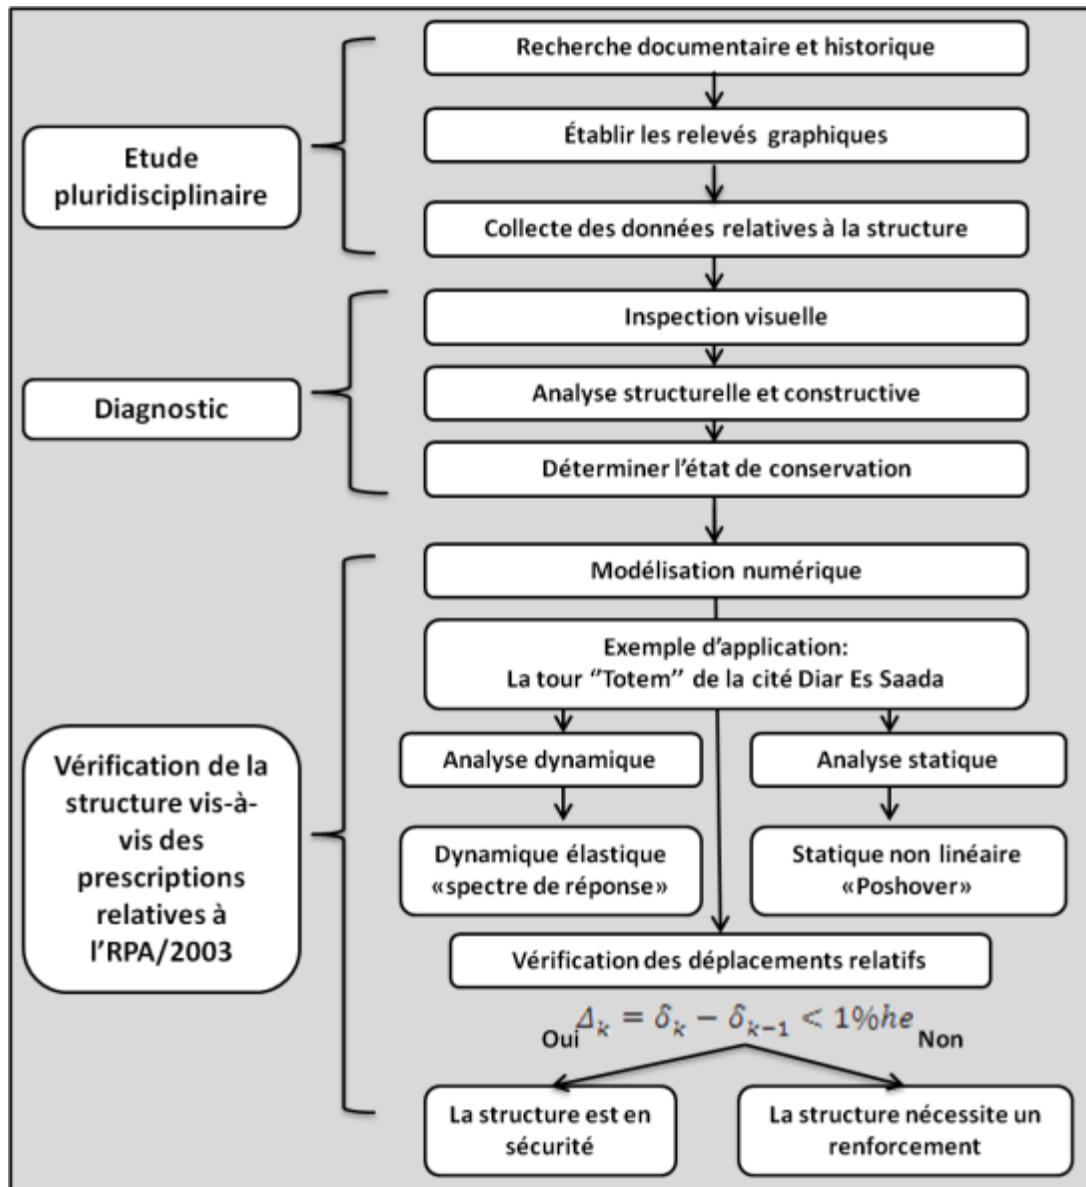 Recherche documentaire et historique
Établir les relevés graphiques
Etude
pluridisciplinaire
Collecte des données relatives à la structure
Inspection visuelle
Analyse structurelle et constructive
Diagnostic
Déterminer l'état de conservation
Modélisation numérique
Exemple d'application:
La tour "Totem" de la cité Diar Es Saada
Analyse dynamique
Analyse statique
Vérification de la
structure vis-à-
vis des
prescriptions
relatives à
l'RPA/2003
Dynamique élastique
«spectre de réponse»
Statique non linéaire
«Poshover»
Vérification des déplacements relatifs
Δₖ = δₖ − δₖ₋₁ < 1%he
Oui
Non
La structure est en
sécurité
La structure nécessite un
renforcement